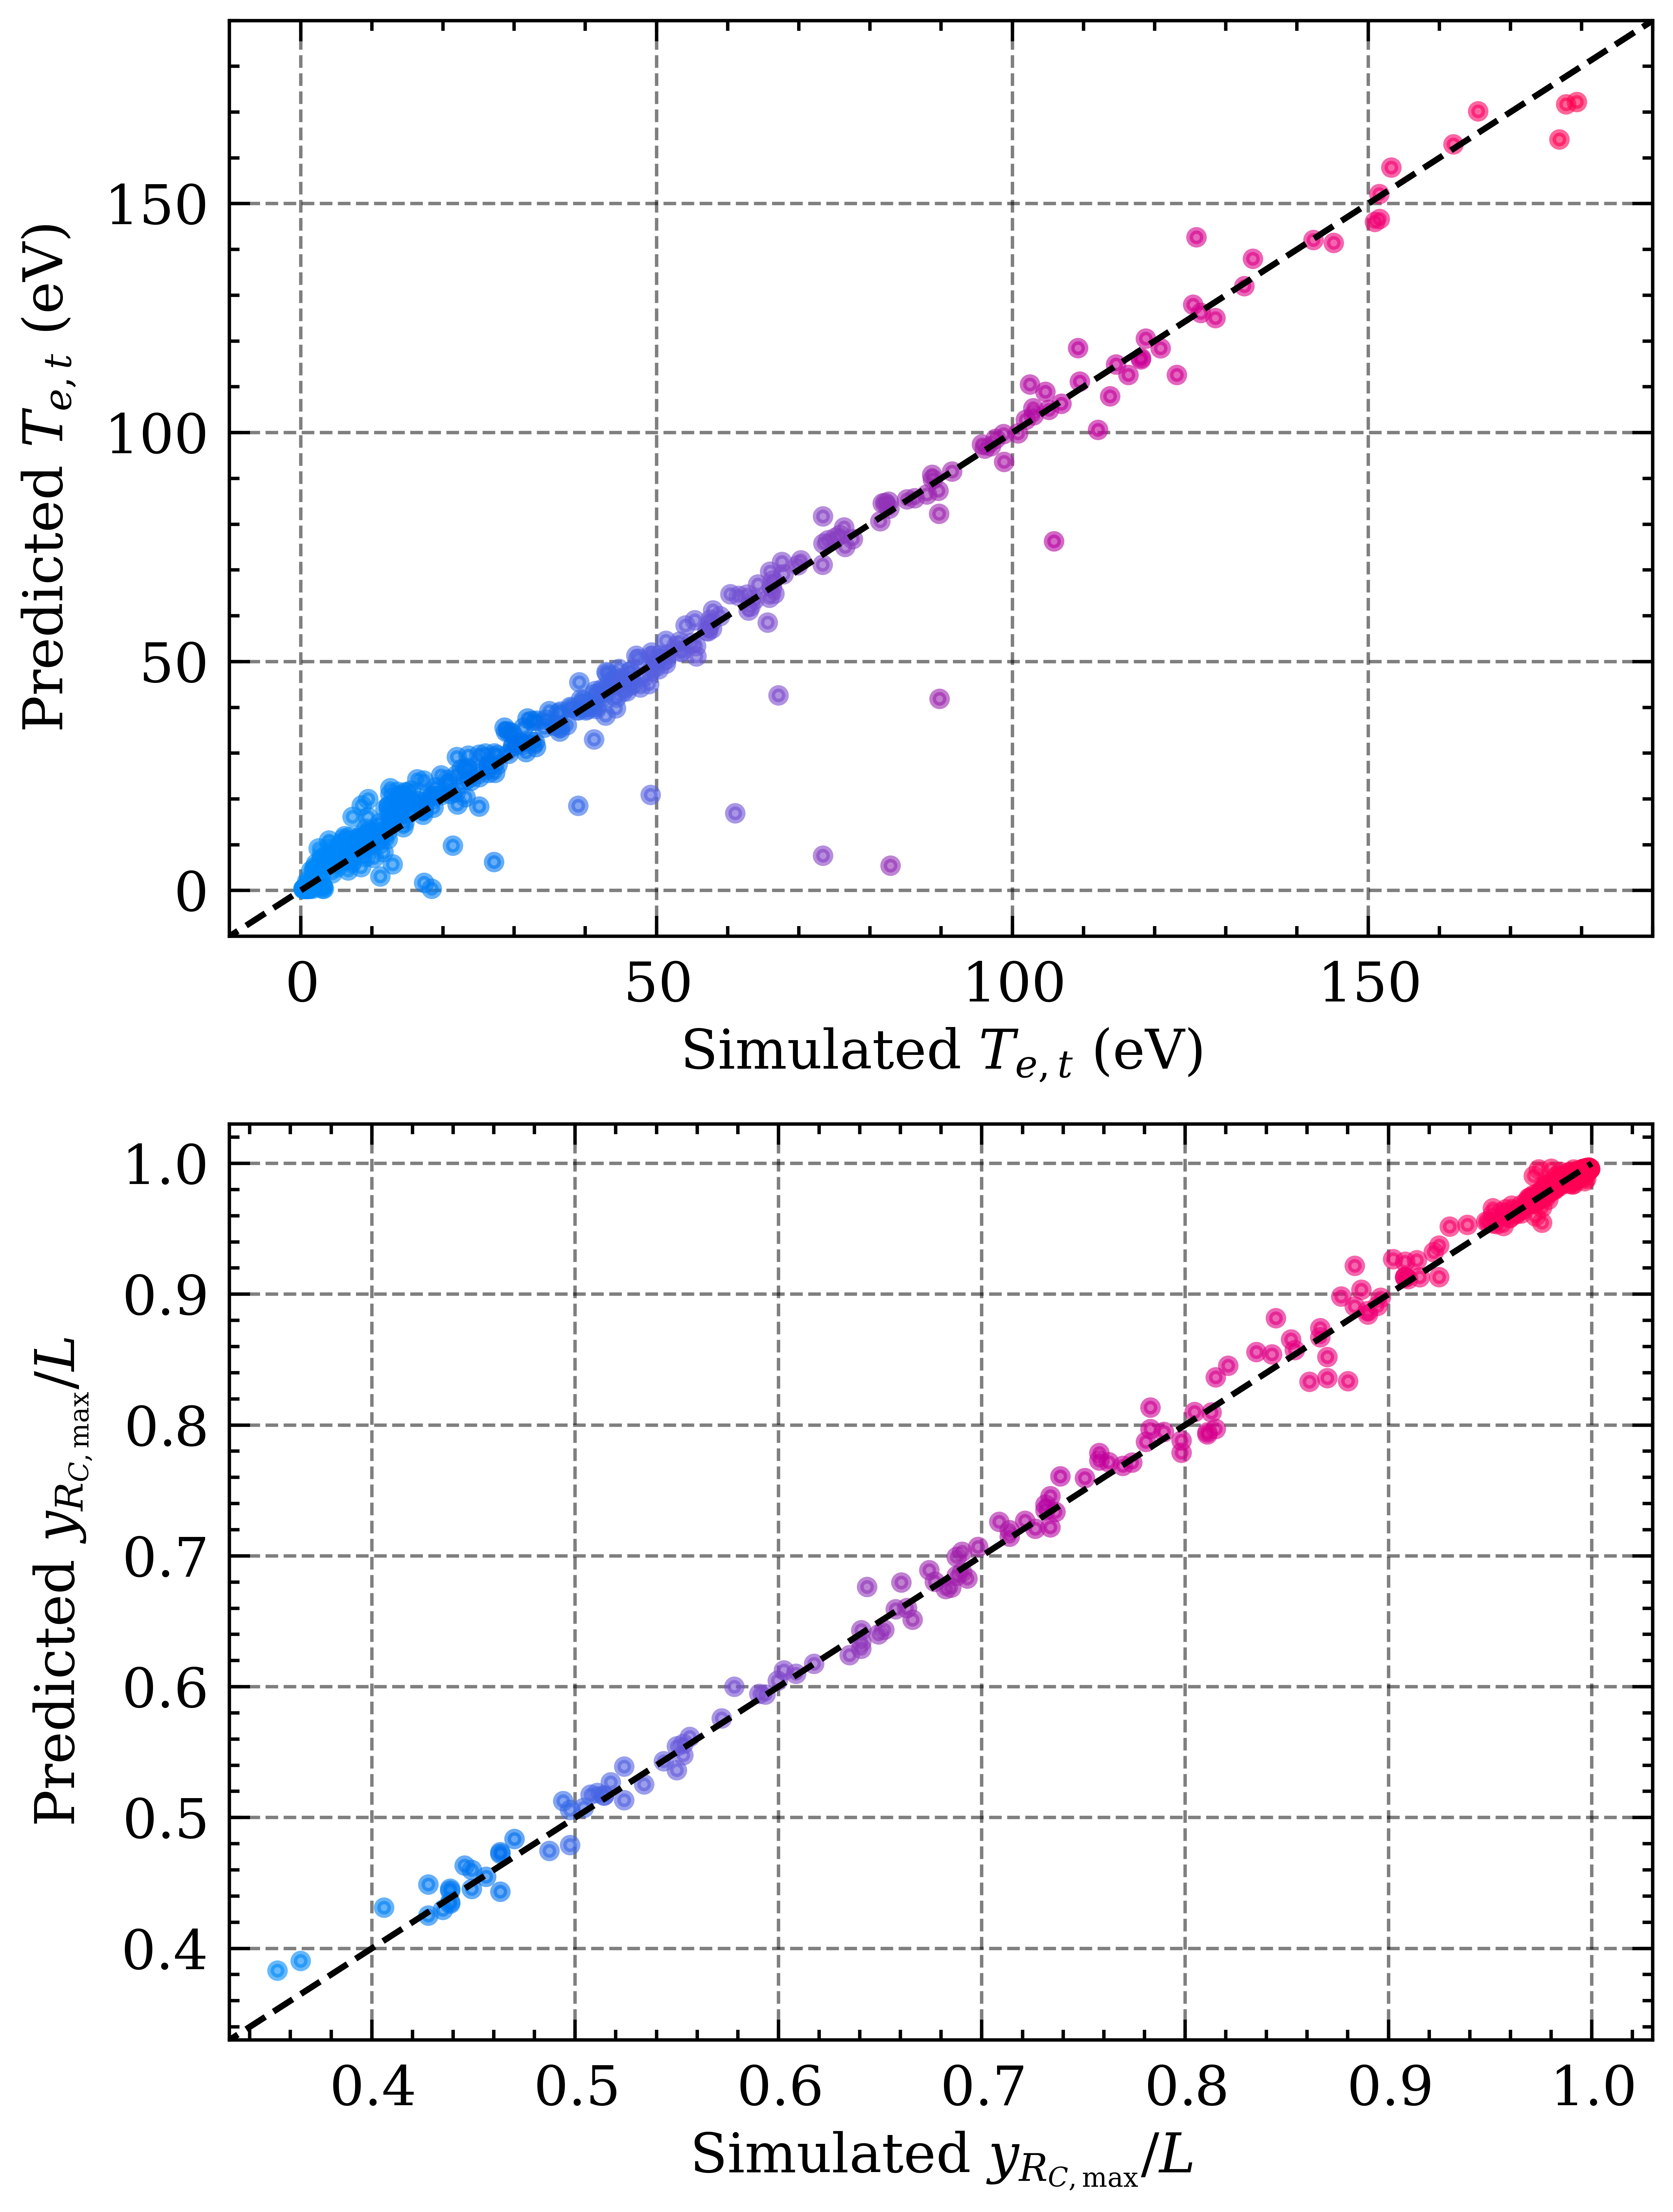 Predicted T_{e,t} (eV)
150
100
50
0
0 50 100 150
Simulated T_{e,t} (eV)
Predicted y_{R_{C,max}}/L
1.0
0.9
0.8
0.7
0.6
0.5
0.4
0.4 0.5 0.6 0.7 0.8 0.9 1.0
Simulated y_{R_{C,max}}/L